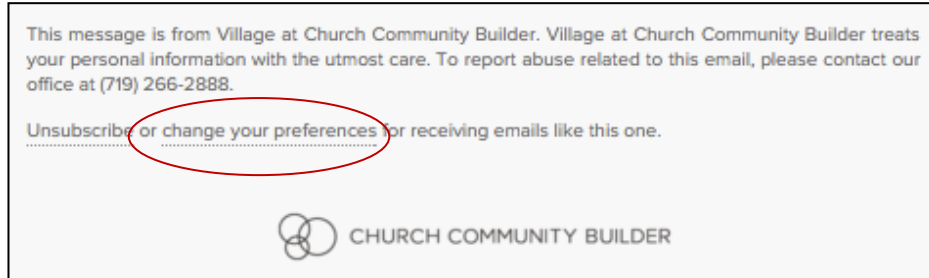 This message is from Village at Church Community Builder. Village at Church Community Builder treats
your personal information with the utmost care. To report abuse related to this email, please contact our
office at (719) 266-2888.
Unsubscribe or change your preferences for receiving emails like this one.
CHURCH COMMUNITY BUILDER